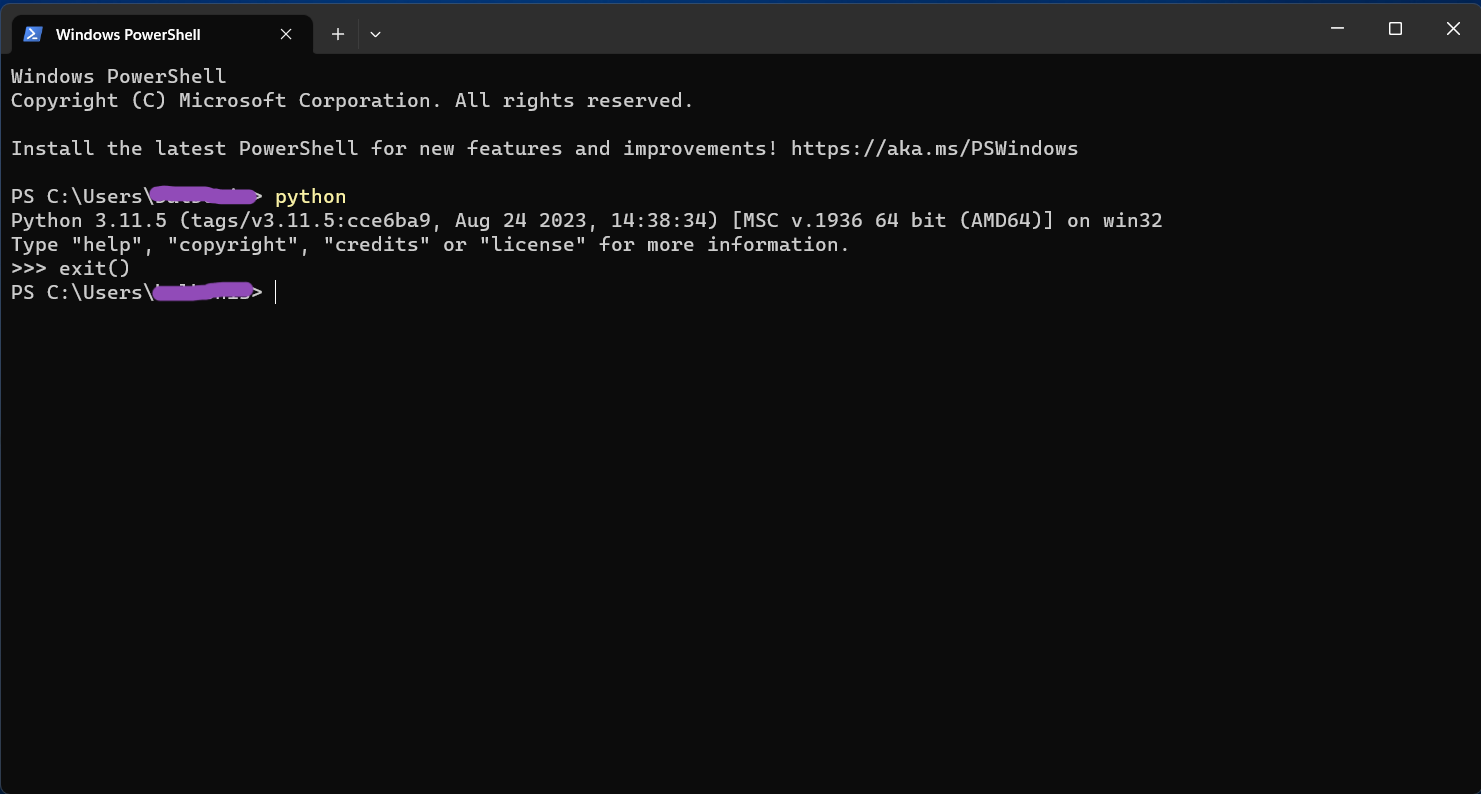 Windows PowerShell
Windows PowerShell
Copyright (C) Microsoft Corporation. All rights reserved.
Install the latest PowerShell for new features and improvements! https://aka.ms/PSWindows
PS C:\Users\> python
Python 3.11.5 (tags/v3.11.5:cce6ba9, Aug 24 2023, 14:38:34) [MSC v.1936 64 bit (AMD64)] on win32
Type "help", "copyright", "credits" or "license" for more information.
>>> exit()
PS C:\Users\>